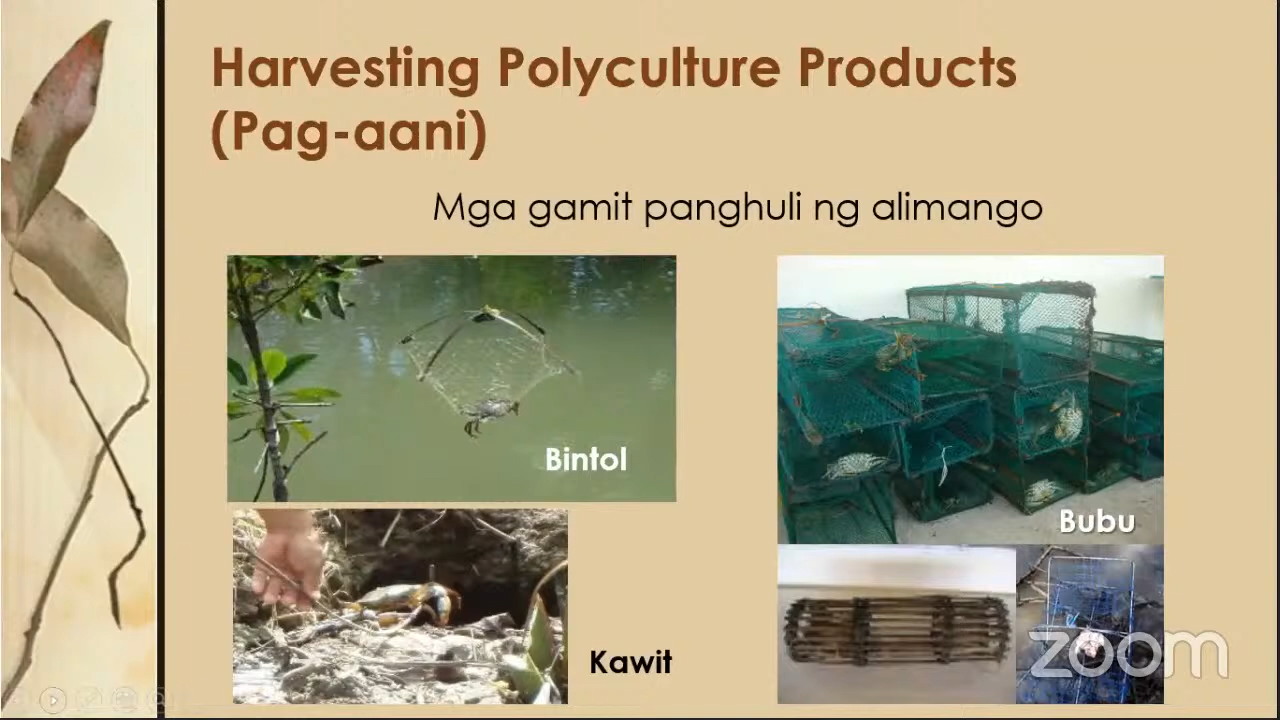 Harvesting Polyculture Products
(Pag-aani)
Mga gamit panghuli ng alimango
Bintol
Bubu
Kawit
zoom